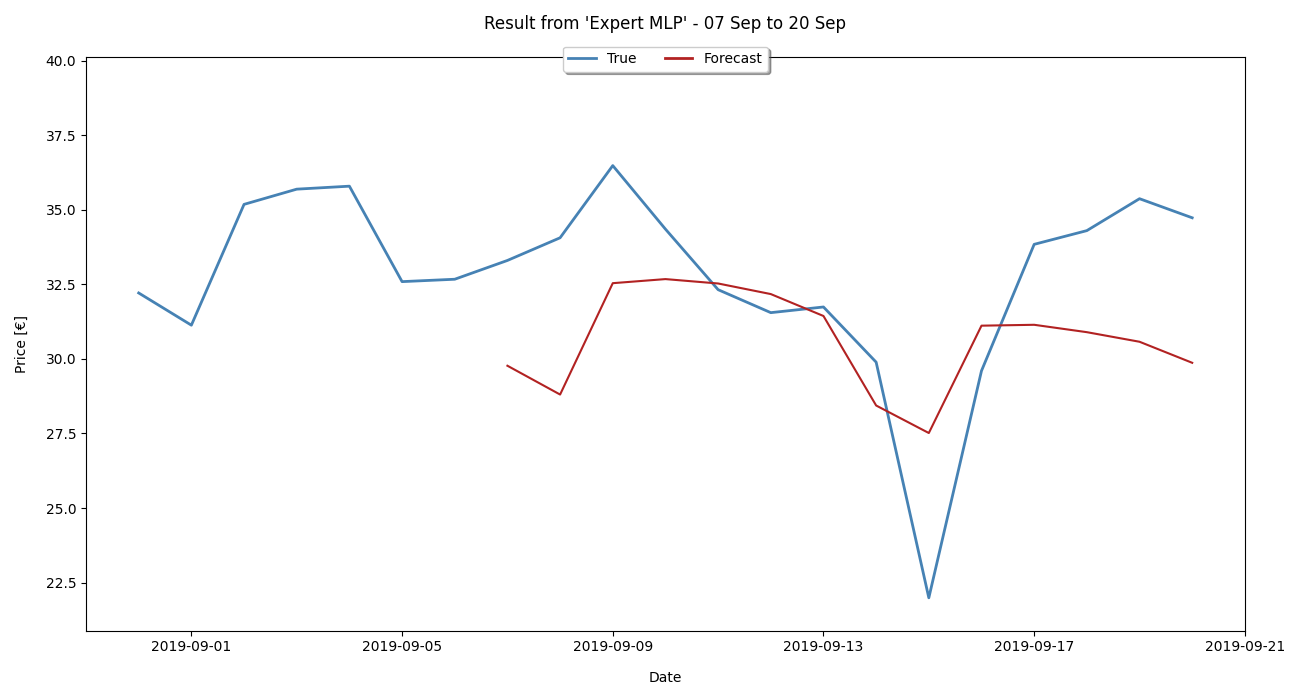 Result from 'Expert MLP' - 07 Sep to 20 Sep
True Forecast
40.0
37.5
35.0
32.5
30.0
27.5
25.0
22.5
Price [€]
2019-09-01 2019-09-05 2019-09-09 2019-09-13 2019-09-17 2019-09-21
Date